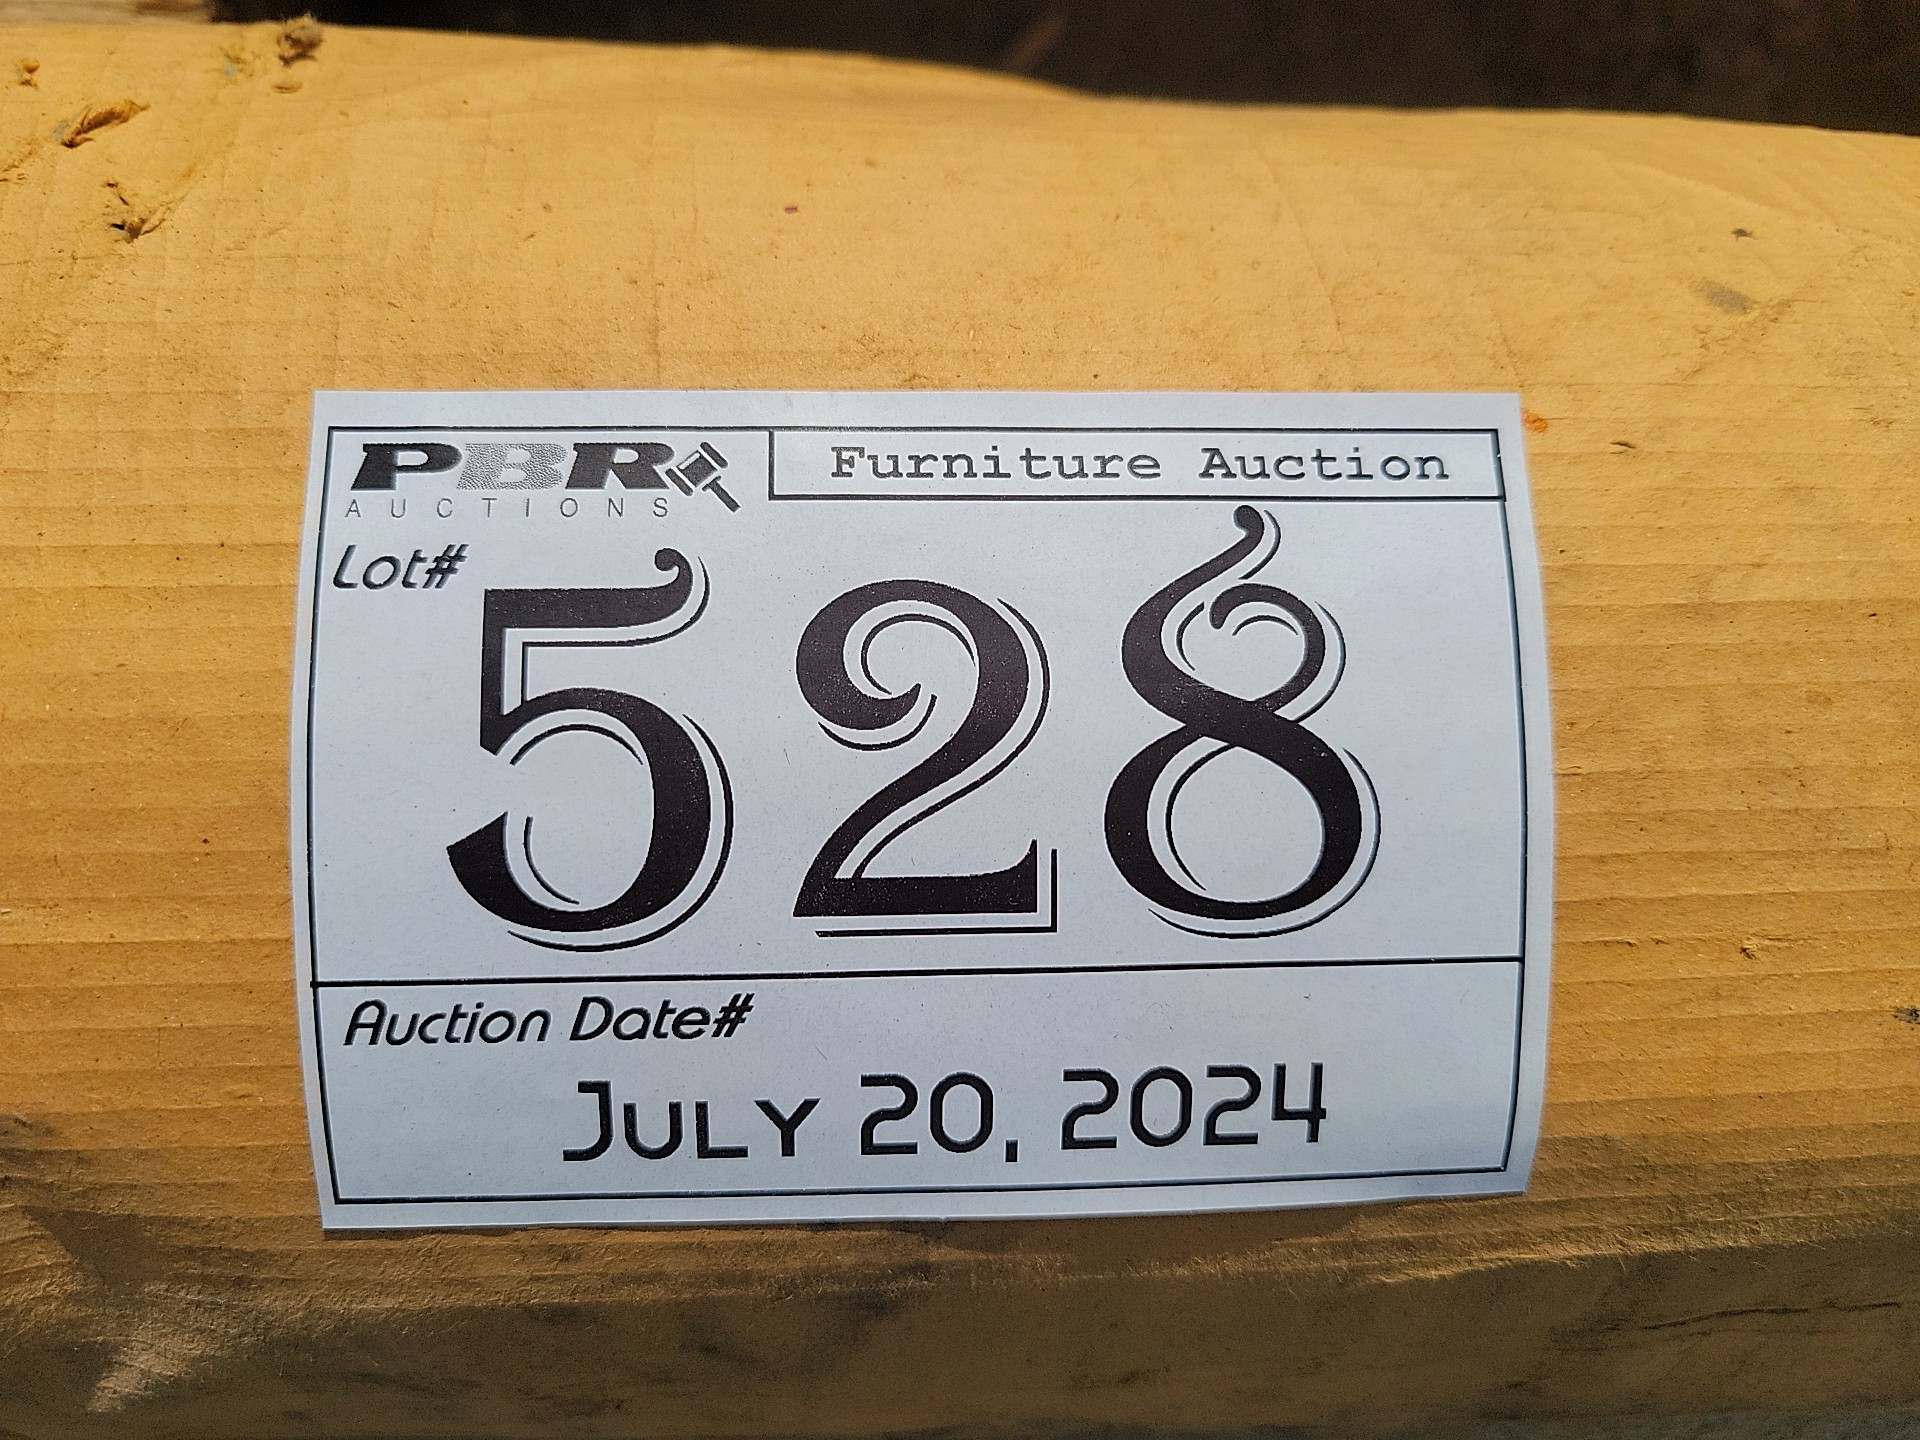 PBR
AUCTIONS
Furniture Auction
Lot#
528
Auction Date#
July 20, 2024